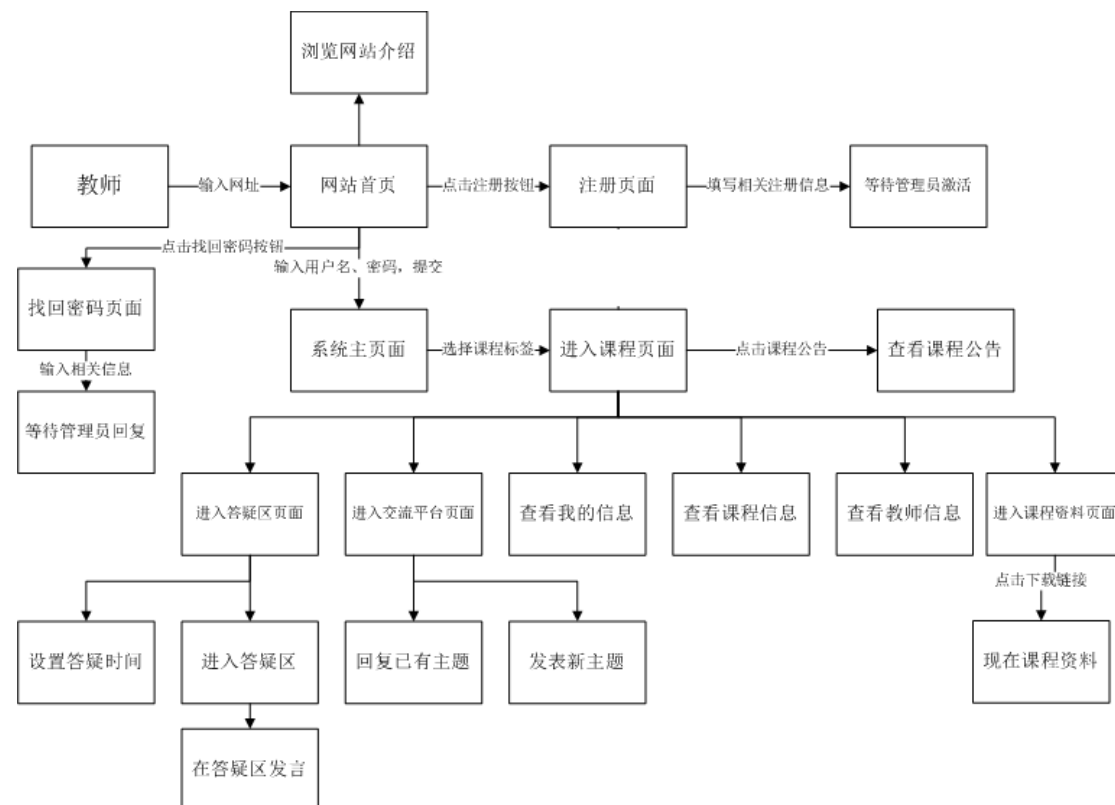 浏览网站介绍
教师
输入网址
网站首页
点击注册按钮
注册页面
填写相关注册信息
等待管理员激活
点击找回密码按钮
输入用户名、密码，提交
找回密码页面
系统主页面
选择课程标签
进入课程页面
点击课程公告
查看课程公告
输入相关信息
等待管理员回复
进入答疑区页面
进入交流平台页面
查看我的信息
查看课程信息
查看教师信息
进入课程资料页面
点击下载链接
设置答疑时间
进入答疑区
回复已有主题
发表新主题
现在课程资料
在答疑区发言